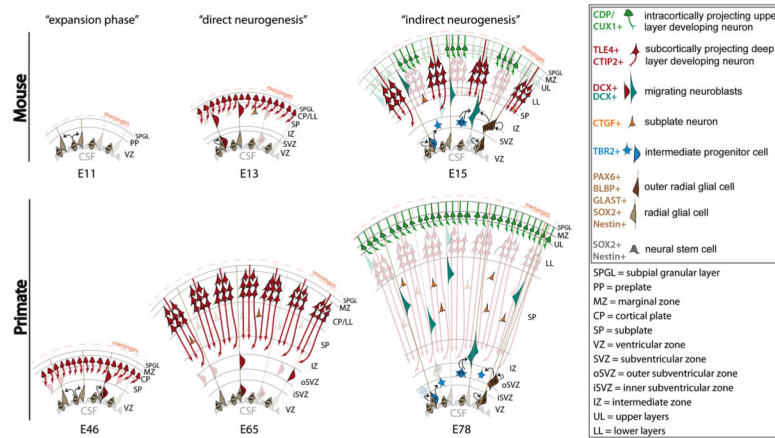 "expansion phase"
"direct neurogenesis"
"indirect neurogenesis"
Mouse
meninges
SPGL
PP
CSF
VZ
E11
meninges
SPGL
MZ
CP/LL
SP
IZ
SVZ
CSF
VZ
E13
meninges
SPGL
MZ
UL
LL
SP
IZ
SVZ
CSF
VZ
E15
Primate
meninges
SPGL
MZ
CP
SP
CSF
VZ
E46
meninges
SPGL
MZ
CP/LL
SP
IZ
oSVZ
iSVZ
CSF
VZ
E65
meninges
SPGL
MZ
UL
LL
SP
IZ
oSVZ
iSVZ
CSF
VZ
E78
CDP/
CUX1+
intracortically projecting upper
layer developing neuron
TLE4+
CTIP2+
subcortically projecting deep
layer developing neuron
DCX+
DCX+
migrating neuroblasts
CTGF+
subplate neuron
TBR2+
intermediate progenitor cell
PAX6+
BLBP+
GLAST+
SOX2+
Nestin+
outer radial glial cell
radial glial cell
SOX2+
Nestin+
neural stem cell
SPGL = subpial granular layer
PP = preplate
MZ = marginal zone
CP = cortical plate
SP = subplate
VZ = ventricular zone
SVZ = subventricular zone
oSVZ = outer subventricular zone
iSVZ = inner subventricular zone
IZ = intermediate zone
UL = upper layers
LL = lower layers